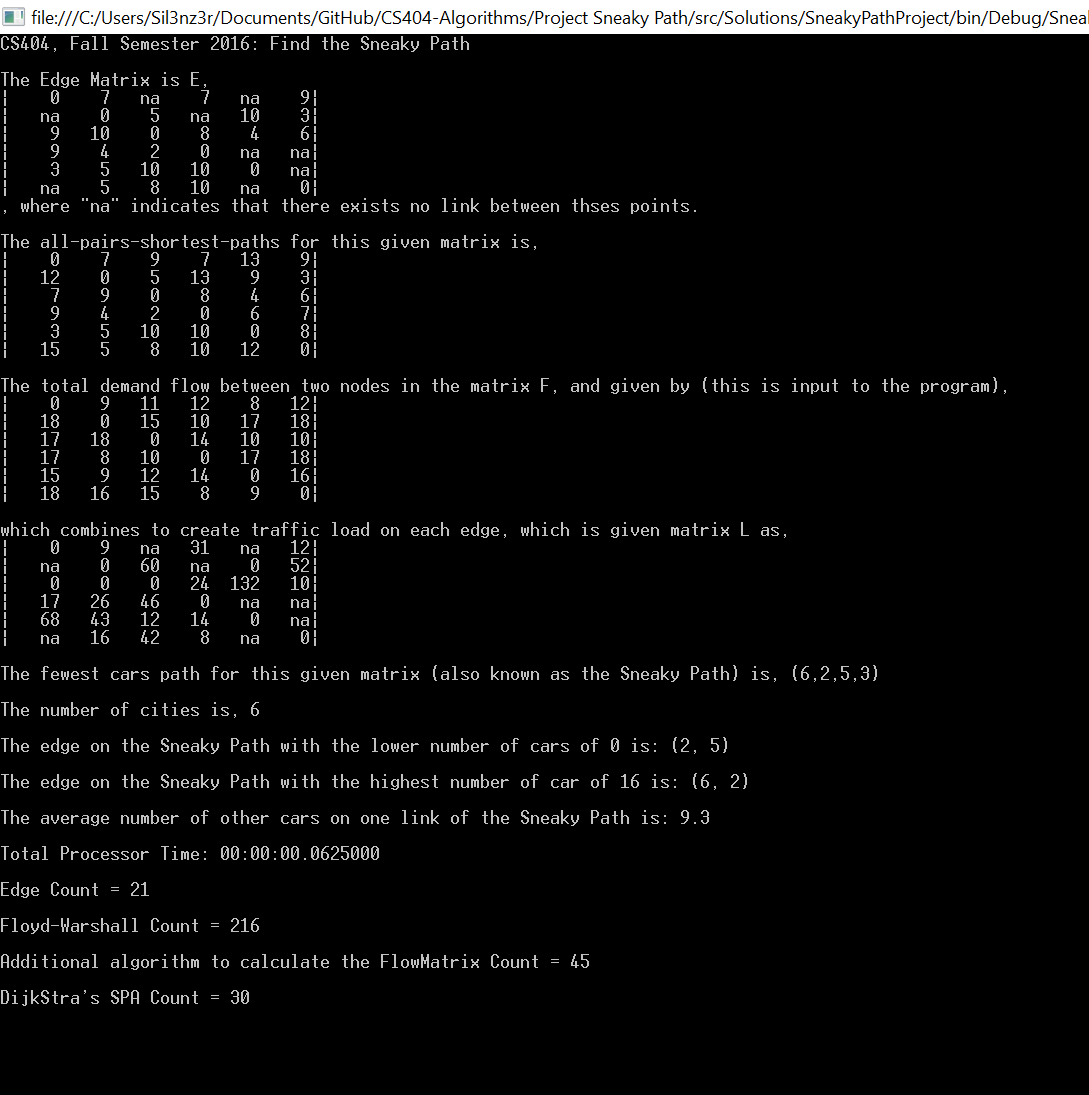 file:///C:/Users/Sil3nz3r/Documents/GitHub/CS404-Algorithms/Project Sneaky Path/src/Solutions/SneakyPathProject/bin/Debug/Sneal
CS404, Fall Semester 2016: Find the Sneaky Path
The Edge Matrix is E,
¦ 0 7 na 7 na 9¦
¦ na 0 5 na 10 3¦
¦ 9 10 0 8 4 6¦
¦ 9 4 2 0 na na¦
¦ 3 5 10 10 0 na¦
¦ na 5 8 10 na 0¦
, where "na" indicates that there exists no link between thses points.
The all-pairs-shortest-paths for this given matrix is,
¦ 0 7 9 7 13 9¦
¦ 12 0 5 13 9 3¦
¦ 7 9 0 8 4 6¦
¦ 9 4 2 0 6 7¦
¦ 3 5 10 10 0 8¦
¦ 15 5 8 10 12 0¦
The total demand flow between two nodes in the matrix F, and given by (this is input to the program),
¦ 0 9 11 12 8 12¦
¦ 18 0 15 10 17 18¦
¦ 17 18 0 14 10 10¦
¦ 17 8 10 0 17 18¦
¦ 15 9 12 14 0 16¦
¦ 18 16 15 8 9 0¦
which combines to create traffic load on each edge, which is given matrix L as,
¦ 0 9 na 31 na 12¦
¦ na 0 60 na 0 52¦
¦ 0 0 0 24 132 10¦
¦ 17 26 46 0 na na¦
¦ 68 43 12 14 0 na¦
¦ na 16 42 8 na 0¦
The fewest cars path for this given matrix (also known as the Sneaky Path) is, (6,2,5,3)
The number of cities is, 6
The edge on the Sneaky Path with the lower number of cars of 0 is: (2, 5)
The edge on the Sneaky Path with the highest number of car of 16 is: (6, 2)
The average number of other cars on one link of the Sneaky Path is: 9.3
Total Processor Time: 00:00:00.0625000
Edge Count = 21
Floyd-Warshall Count = 216
Additional algorithm to calculate the FlowMatrix Count = 45
DijkStra's SPA Count = 30